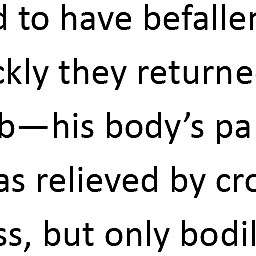 d to have befallen
ckly they returne
b—his body’s pa
as relieved by cro
ss, but only bodil